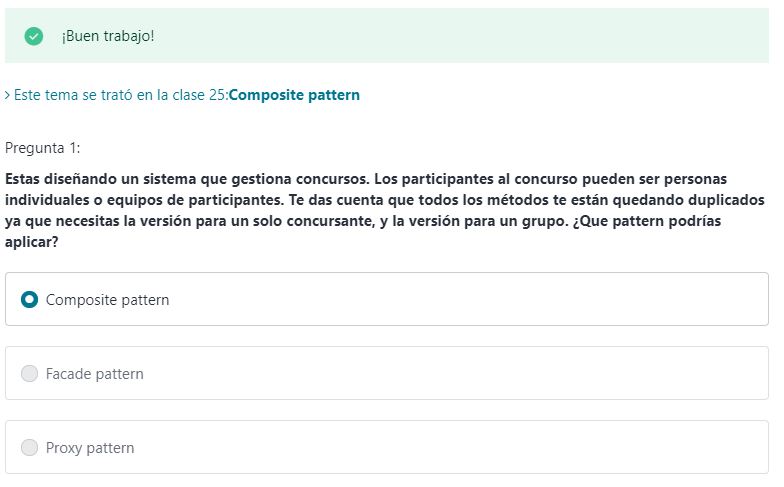 ¡Buen trabajo!
> Este tema se trató en la clase 25:Composite pattern
Pregunta 1:
Estas diseñando un sistema que gestiona concursos. Los participantes al concurso pueden ser personas
individuales o equipos de participantes. Te das cuenta que todos los métodos te están quedando duplicados
ya que necesitas la versión para un solo concursante, y la versión para un grupo. ¿Que pattern podrías
aplicar?
Composite pattern
Facade pattern
Proxy pattern